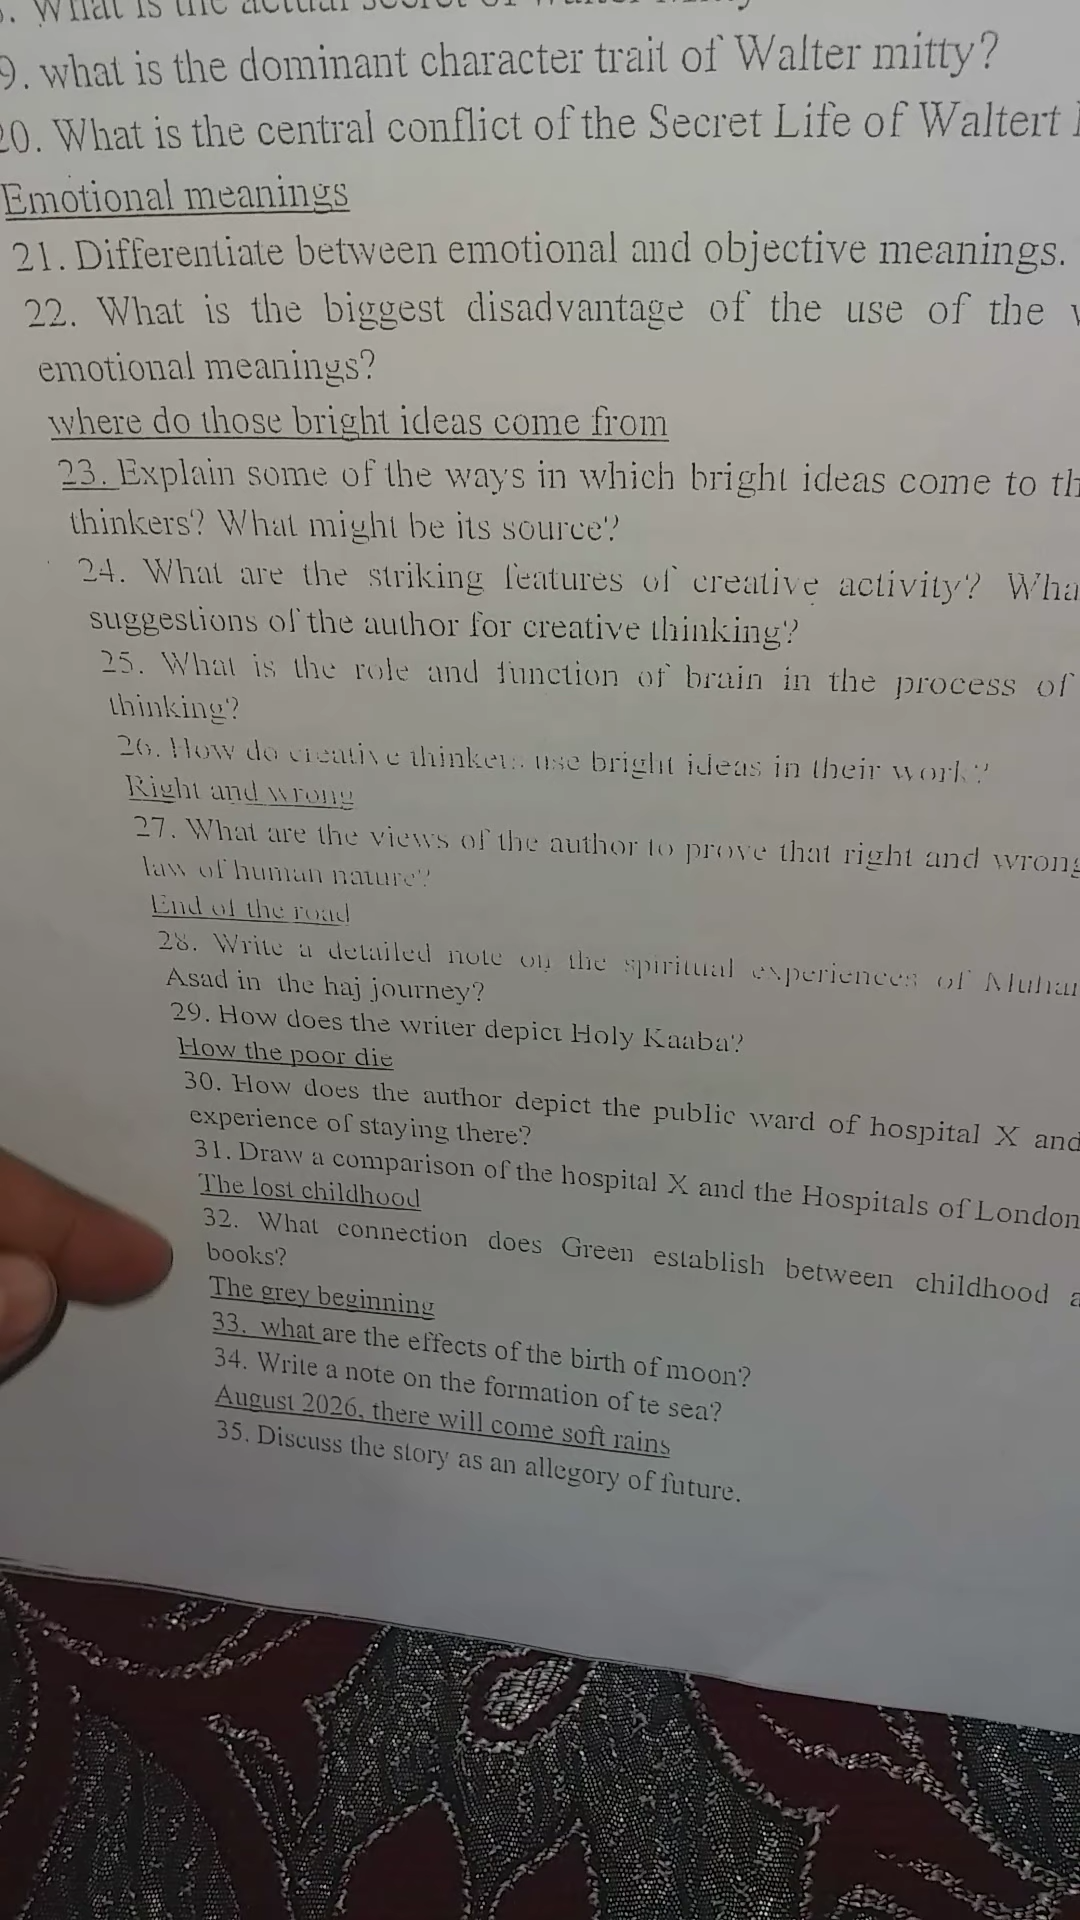 . What is the actual secret of Walter Mitty
9. what is the dominant character trait of Walter mitty?
20. What is the central conflict of the Secret Life of Waltert
Emotional meanings
21. Differentiate between emotional and objective meanings.
22. What is the biggest disadvantage of the use of the
emotional meanings?
where do those bright ideas come from
23. Explain some of the ways in which bright ideas come to th
thinkers? What might be its source?
24. What are the striking features of creative activity? Wha
suggestions of the author for creative thinking?
25. What is the role and function of brain in the process of
thinking?
26. How do creative thinkers use bright ideas in their work?
Right and wrong
27. What are the views of the author to prove that right and wrong
law of human nature?
End of the road
28. Write a detailed note on the spiritual experiences of Muham
Asad in the haj journey?
29. How does the writer depict Holy Kaaba?
How the poor die
30. How does the author depict the public ward of hospital X and
experience of staying there?
31. Draw a comparison of the hospital X and the Hospitals of London
The lost childhood
32. What connection does Green establish between childhood a
books?
The grey beginning
33. what are the effects of the birth of moon?
34. Write a note on the formation of te sea?
August 2026, there will come soft rains
35. Discuss the story as an allegory of future.